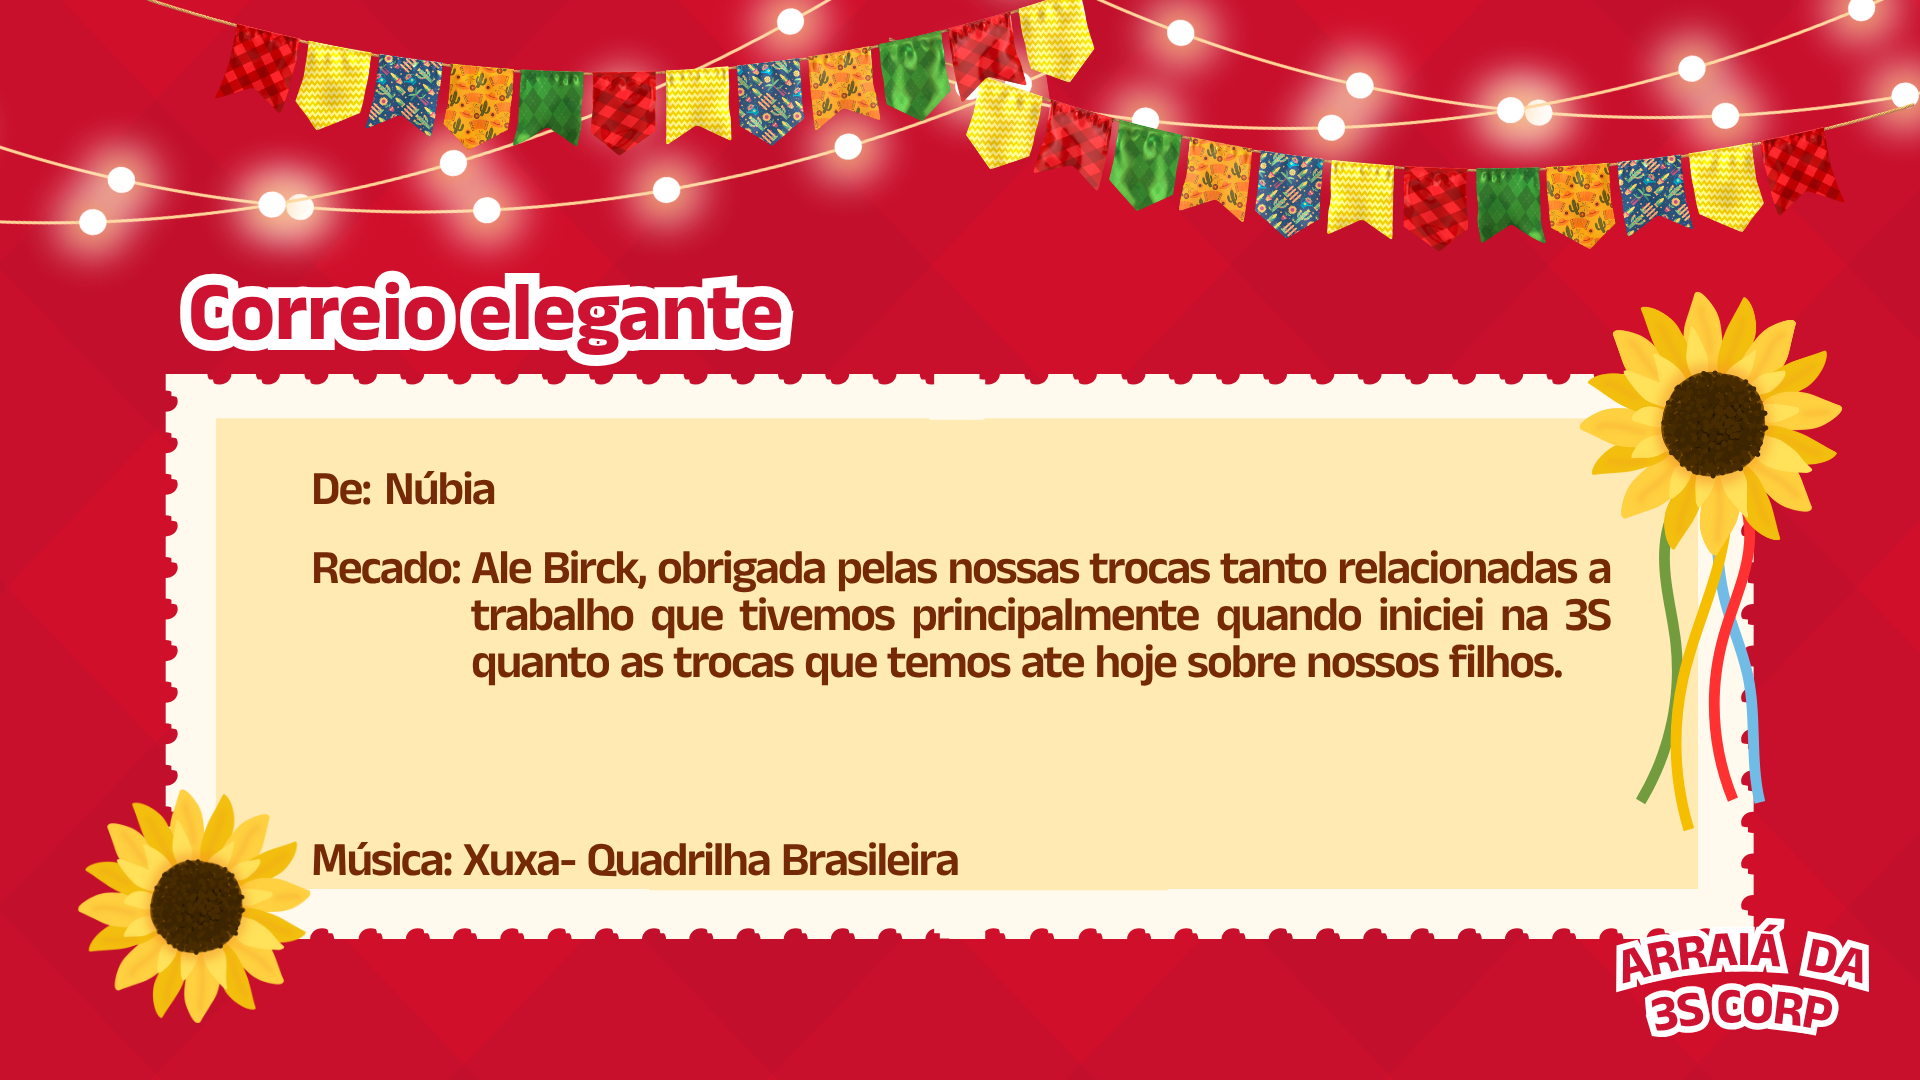 Correio elegante
De: Núbia
Recado: Ale Birck, obrigada pelas nossas trocas tanto relacionadas a
trabalho que tivemos principalmente quando iniciei na 3S
quanto as trocas que temos ate hoje sobre nossos filhos.
Música: Xuxa- Quadrilha Brasileira
ARRAIÁ DA
3S CORP